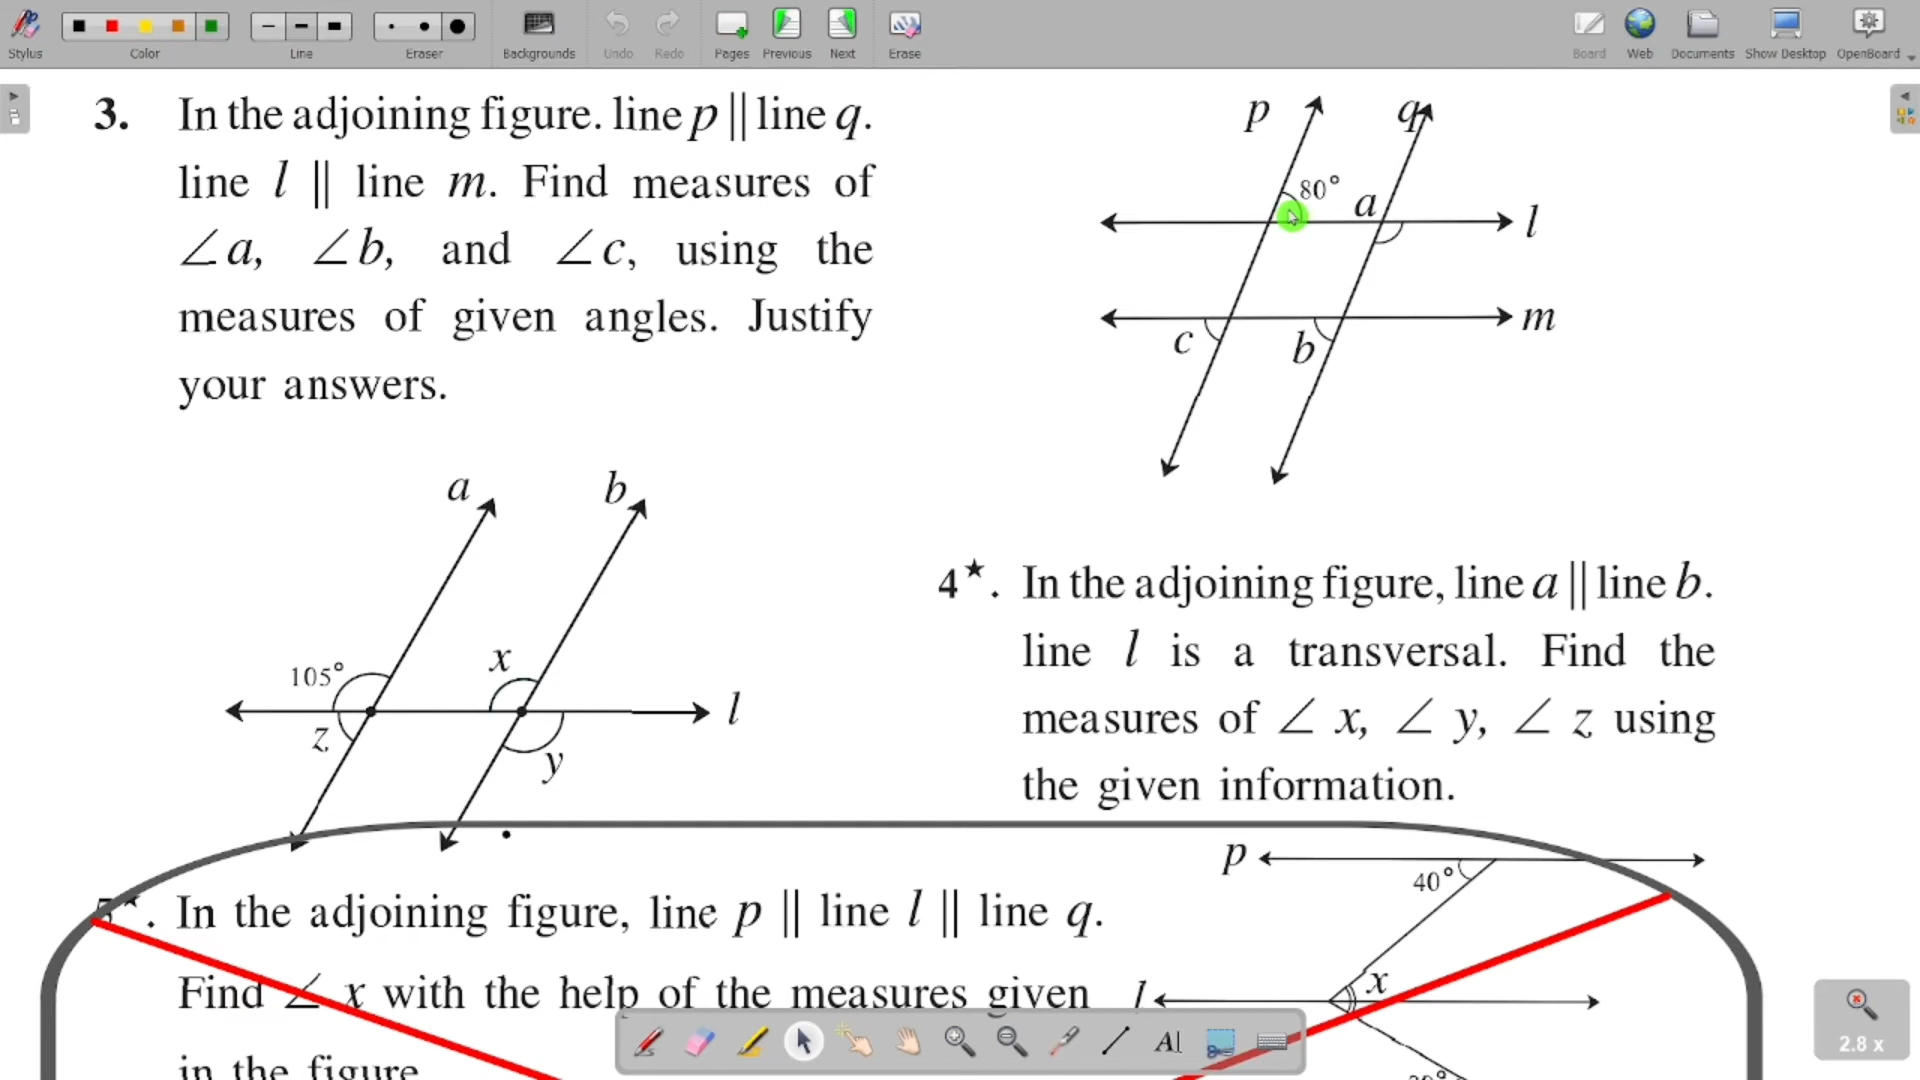 Stylus
Color
Line
Eraser
Backgrounds
Undo
Redo
Pages
Previous
Next
Erase
Board
Web
Documents
Show Desktop
OpenBoard
3. In the adjoining figure. line p || line q.
line l || line m. Find measures of
∠a, ∠b, and ∠c, using the
measures of given angles. Justify
your answers.
p
q
80°
a
l
m
c
b
a
b
105°
x
l
z
y
4★. In the adjoining figure, line a || line b.
line l is a transversal. Find the
measures of ∠ x, ∠ y, ∠ z using
the given information.
5★. In the adjoining figure, line p || line l || line q.
Find ∠ x with the help of the measures given
in the figure
p
40°
x
l
AI
2.8 x